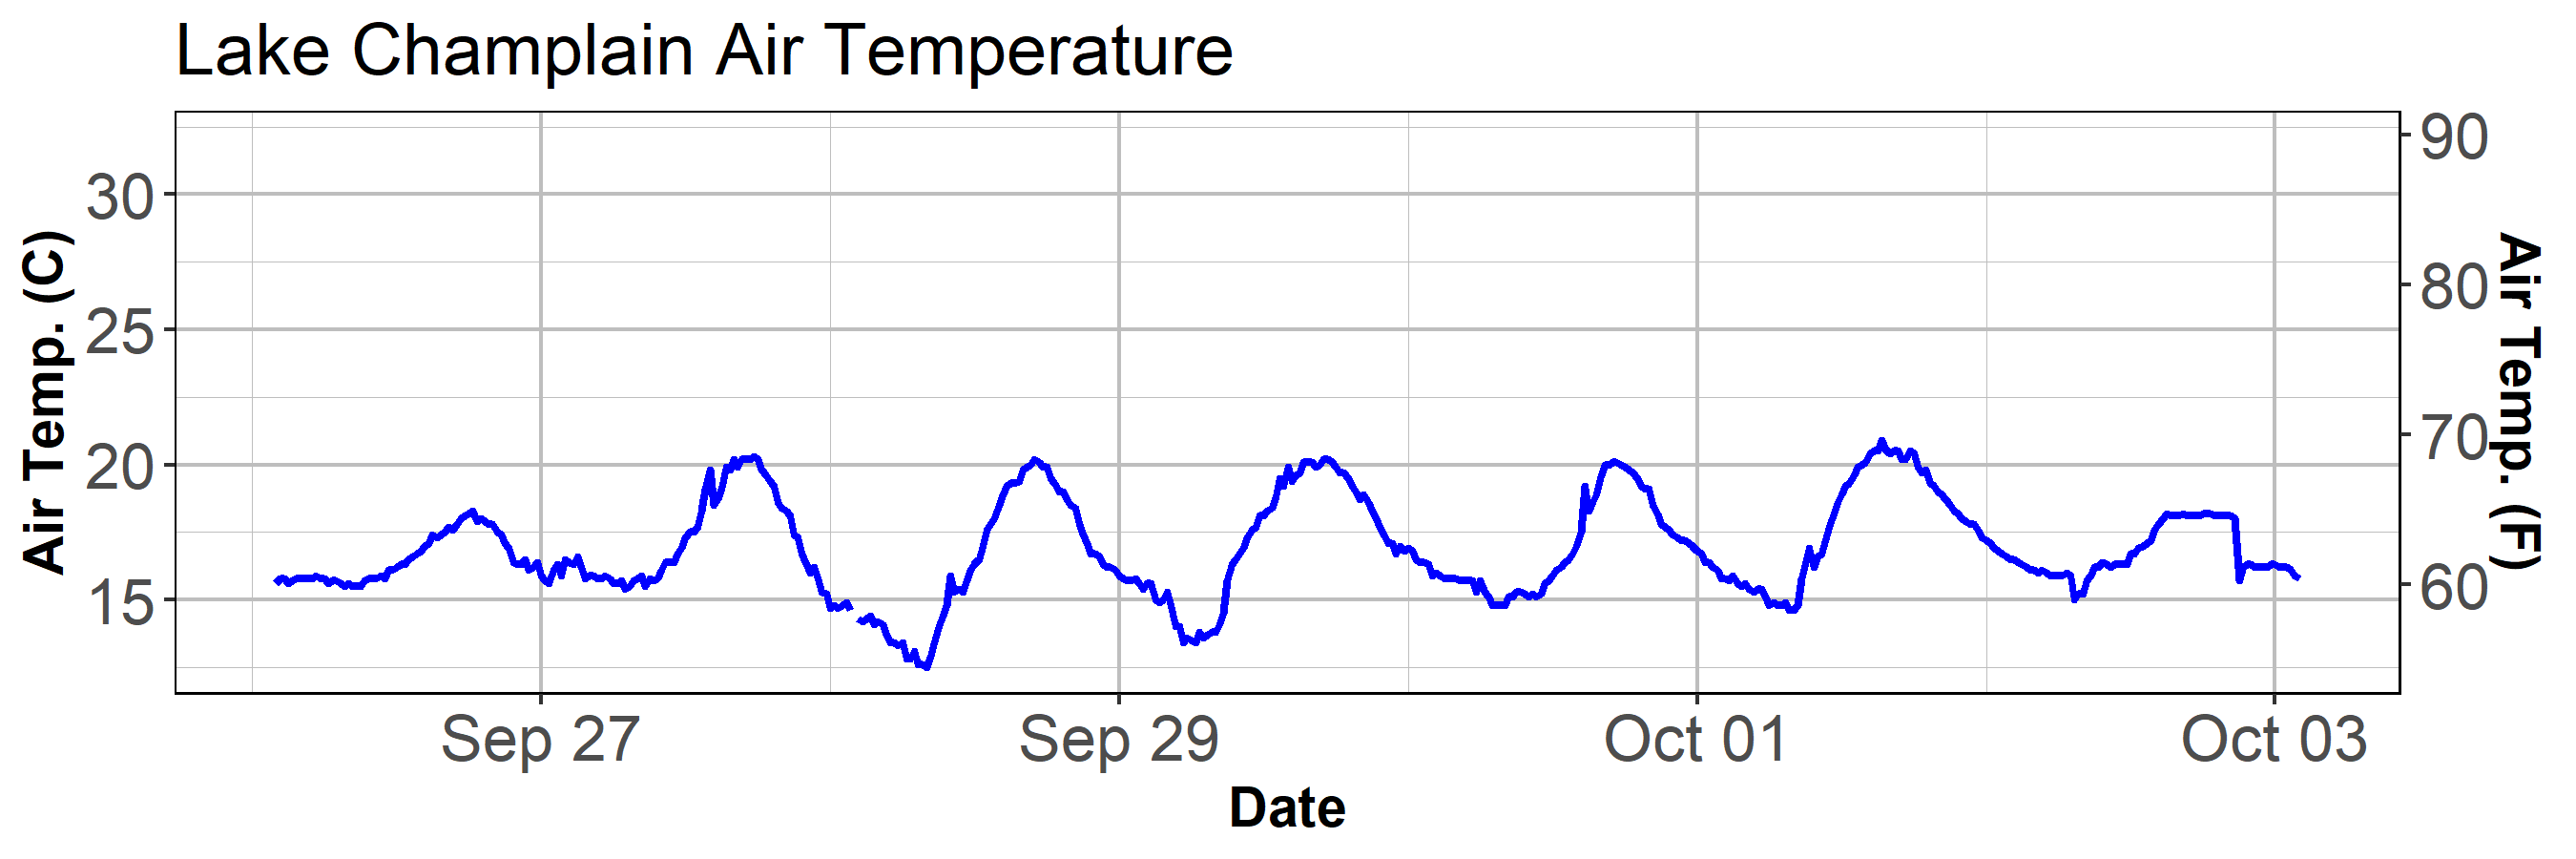 Lake Champlain Air Temperature
Air Temp. (C)
30
25
20
15
90
80
70
60
Air Temp. (F)
Sep 27
Sep 29
Oct 01
Oct 03
Date